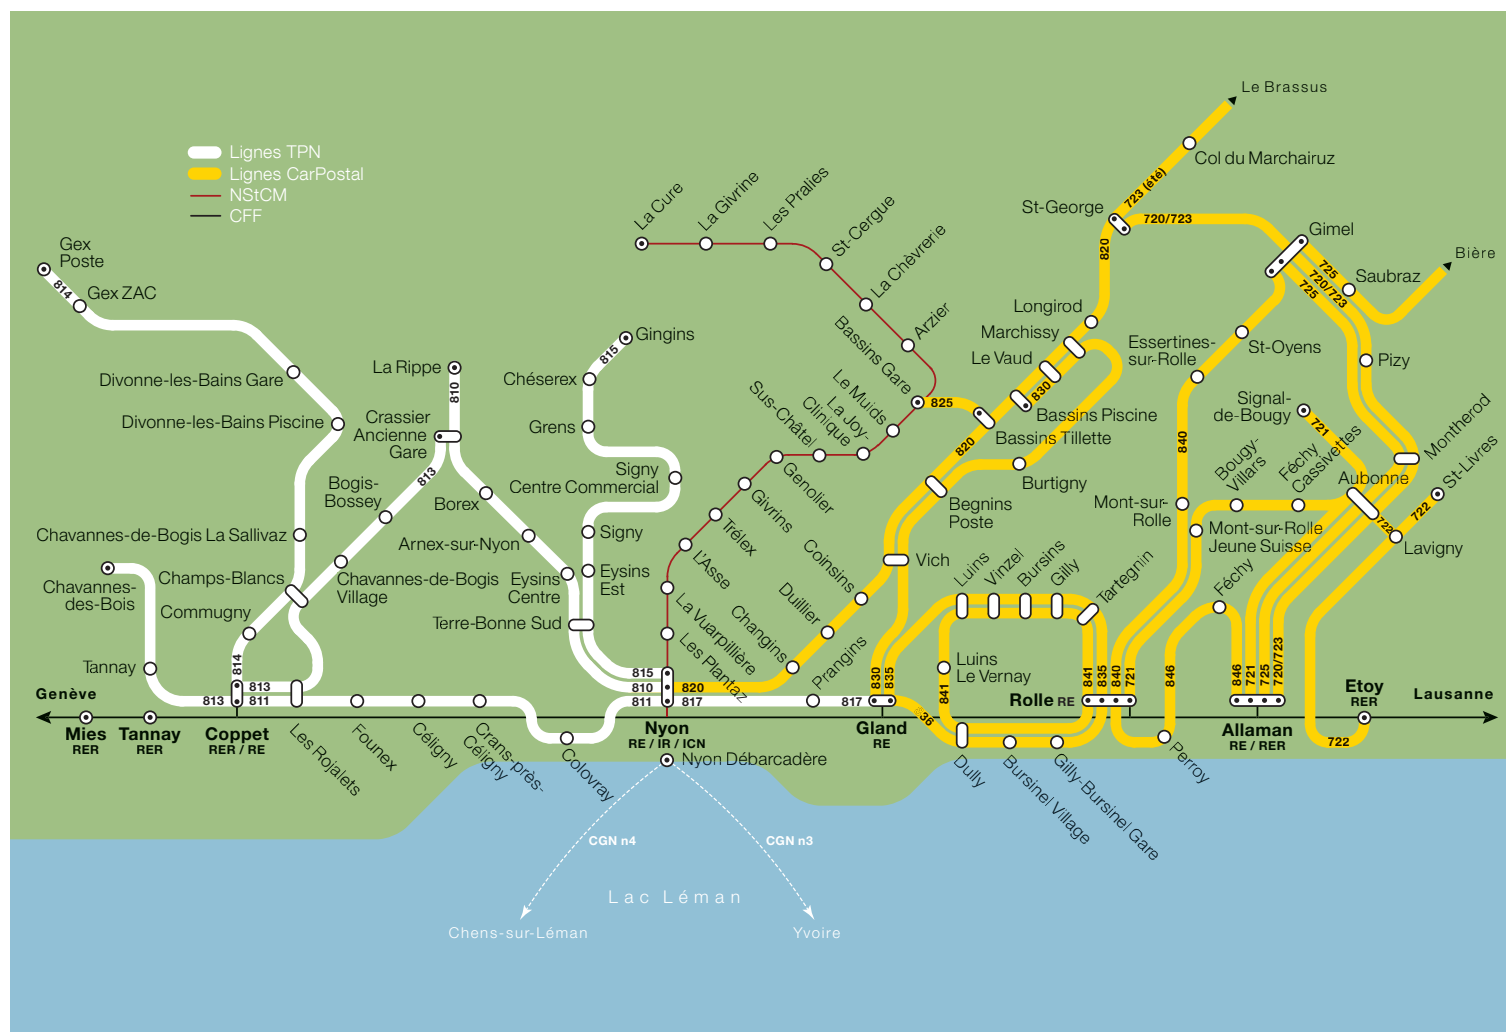 Le Brassus
Col du Marchairuz
Lignes TPN
Lignes CarPostal
NStCM
CFF
723 (été)
St-George
720/723
820
Gimel
Bière
725
720/723
725
Saubraz
La Cure
La Givrine
Les Pralies
St-Cergue
La Chèvrerie
Arzier
Bassins Gare
Le Muids
La Joy-
Clinique
Sus-Châtel
Genolier
Givrins
Trélex
L'Asse
La Vuarpillière
Les Plantaz
Gex
Poste
814
Gex ZAC
Divonne-les-Bains Gare
Divonne-les-Bains Piscine
La Rippe
810
Crassier
Ancienne
Gare
813
Bogis-
Bossey
Borex
Arnex-sur-Nyon
Chavannes-de-Bogis La Sallivaz
Chavannes-
des-Bois
Champs-Blancs
Commugny
Chavannes-de-Bogis
Village
814
Tannay
Gingins
815
Chéserex
Grens
Signy
Centre Commercial
Signy
Eysins
Est
Eysins
Centre
Terre-Bonne Sud
Longirod
Marchissy
Le Vaud
830
Bassins Piscine
825
Bassins Tillette
820
Burtigny
Begnins
Poste
Vich
Coinsins
Duillier
Changins
Prangins
Essertines-
sur-Rolle
St-Oyens
Pizy
Signal-
de-Bougy
721
Montherod
St-Livres
840
Bougy-
Villars
Féchy
Cassivettes
Aubonne
722
722
Lavigny
Mont-sur-
Rolle
Mont-sur-Rolle
Jeune Suisse
Féchy
Luins
Vinzel
Bursins
Gilly
Tartegnin
Luins
Le Vernay
841
830
835
841
835
840
721
846
846
721
725
720/723
813
813
811
815
810
811
820
817
817
836
722
Genève
Lausanne
Mies
RER
Tannay
RER
Coppet
RER / RE
Nyon
RE / IR / ICN
Gland
RE
Rolle RE
Allaman
RE / RER
Etoy
RER
Les Rojalets
Founex
Céligny
Crans-près-
Céligny
Colovray
Nyon Débarcadère
Dully
Bursinel Village
Gilly-Bursinel Gare
Perroy
CGN n4
CGN n3
Lac Léman
Chens-sur-Léman
Yvoire